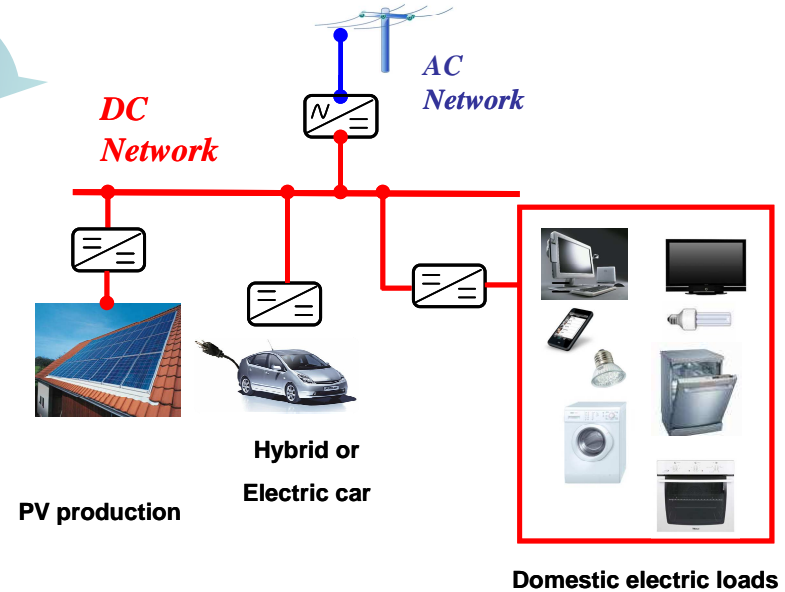 AC
Network
DC
Network
Hybrid or
Electric car
PV production
Domestic electric loads